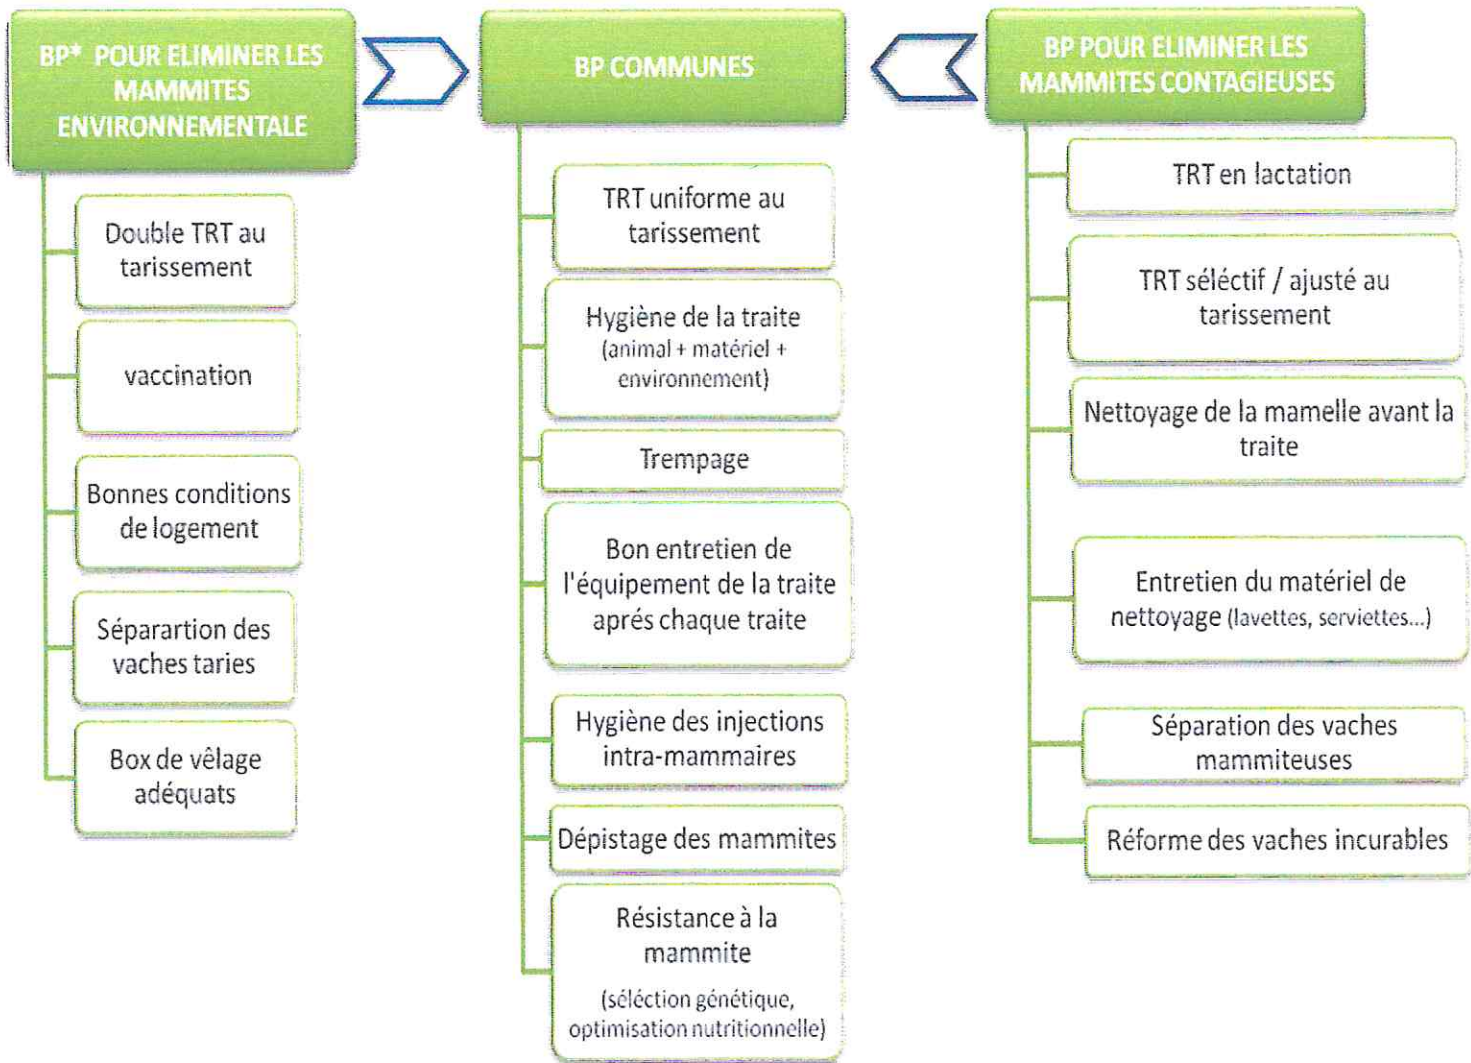 BP* POUR ELIMINER LES
MAMMITES
ENVIRONNEMENTALE
Double TRT au
tarissement
vaccination
Bonnes conditions
de logement
Séparartion des
vaches taries
Box de vêlage
adéquats
BP COMMUNES
TRT uniforme au
tarissement
Hygiène de la traite
(animal + matériel +
environnement)
Trempage
Bon entretien de
l'équipement de la traite
aprés chaque traite
Hygiène des injections
intra-mammaires
Dépistage des mammites
Résistance à la
mammite
(séléction génétique,
optimisation nutritionnelle)
BP POUR ELIMINER LES
MAMMITES CONTAGIEUSES
TRT en lactation
TRT séléctif / ajusté au
tarissement
Nettoyage de la mamelle avant la
traite
Entretien du matériel de
nettoyage (lavettes, serviettes...)
Séparation des vaches
mammiteuses
Réforme des vaches incurables